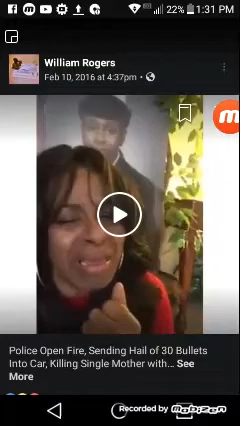 22% 1:31 PM
William Rogers
Feb 10, 2016 at 4:37pm •
Police Open Fire, Sending Hail of 30 Bullets
Into Car, Killing Single Mother with... See
More
Recorded by Mobizen